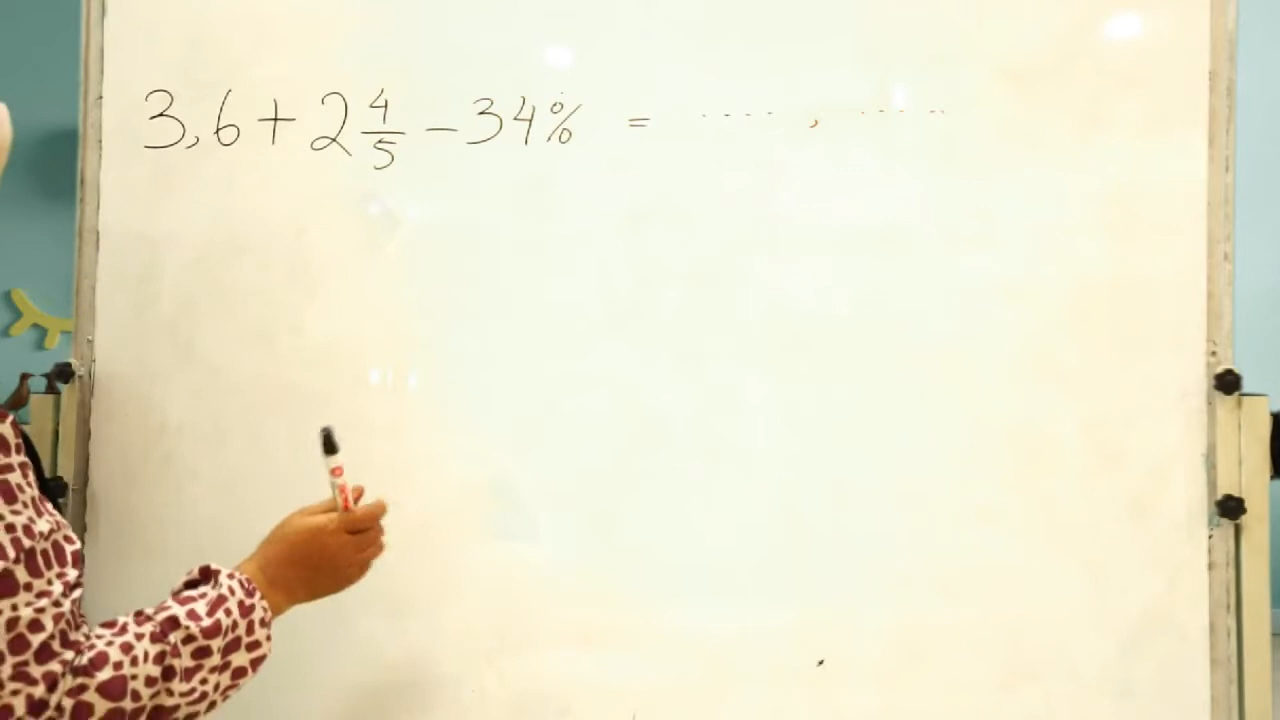 3,6 + 2 4/5 - 34% = .... , .....